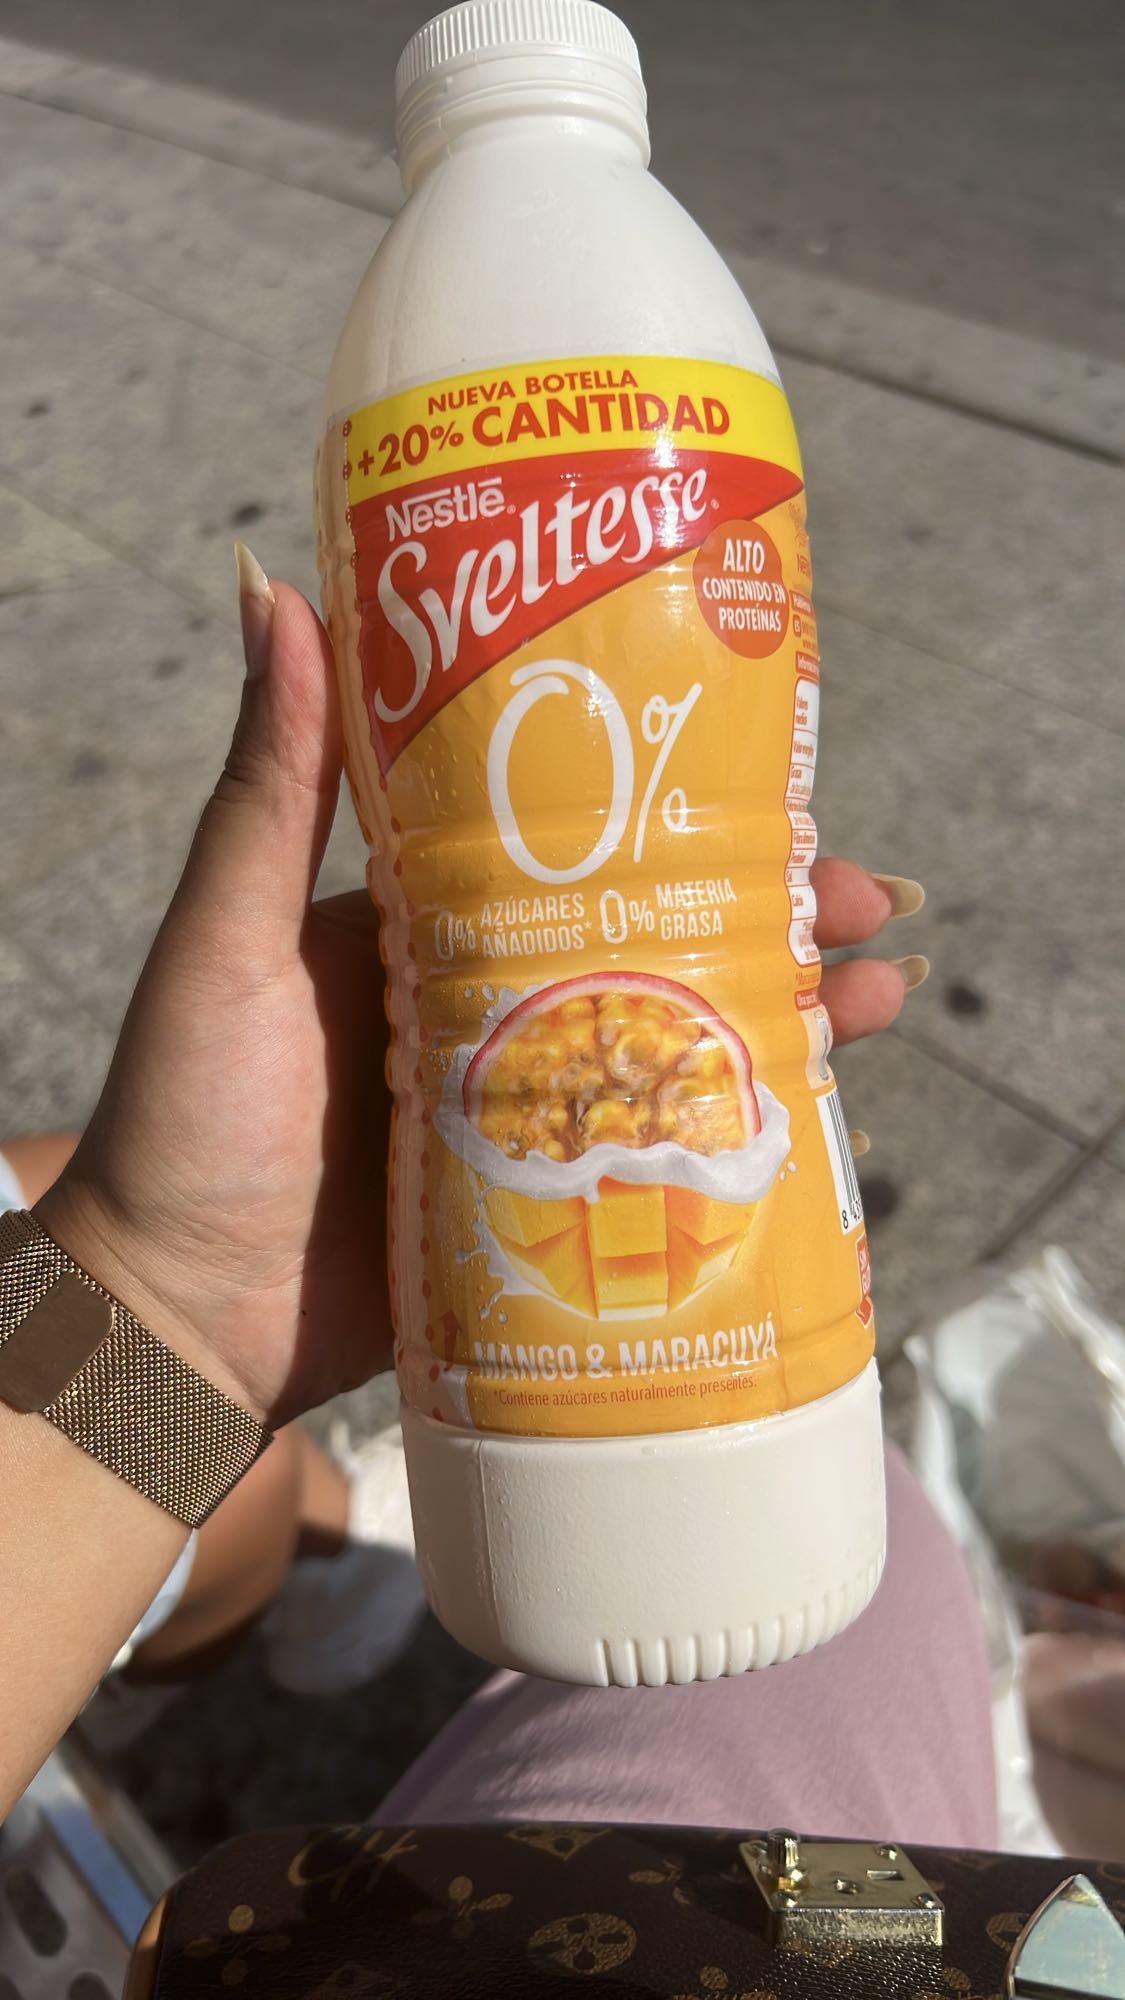 NUEVA BOTELLA
+20% CANTIDAD
Nestlé®
Sveltesse®
ALTO
CONTENIDO EN
PROTEÍNAS
0%
0% AZÚCARES AÑADIDOS*
0% MATERIA GRASA
MANGO & MARACUYÁ
*Contiene azúcares naturalmente presentes.